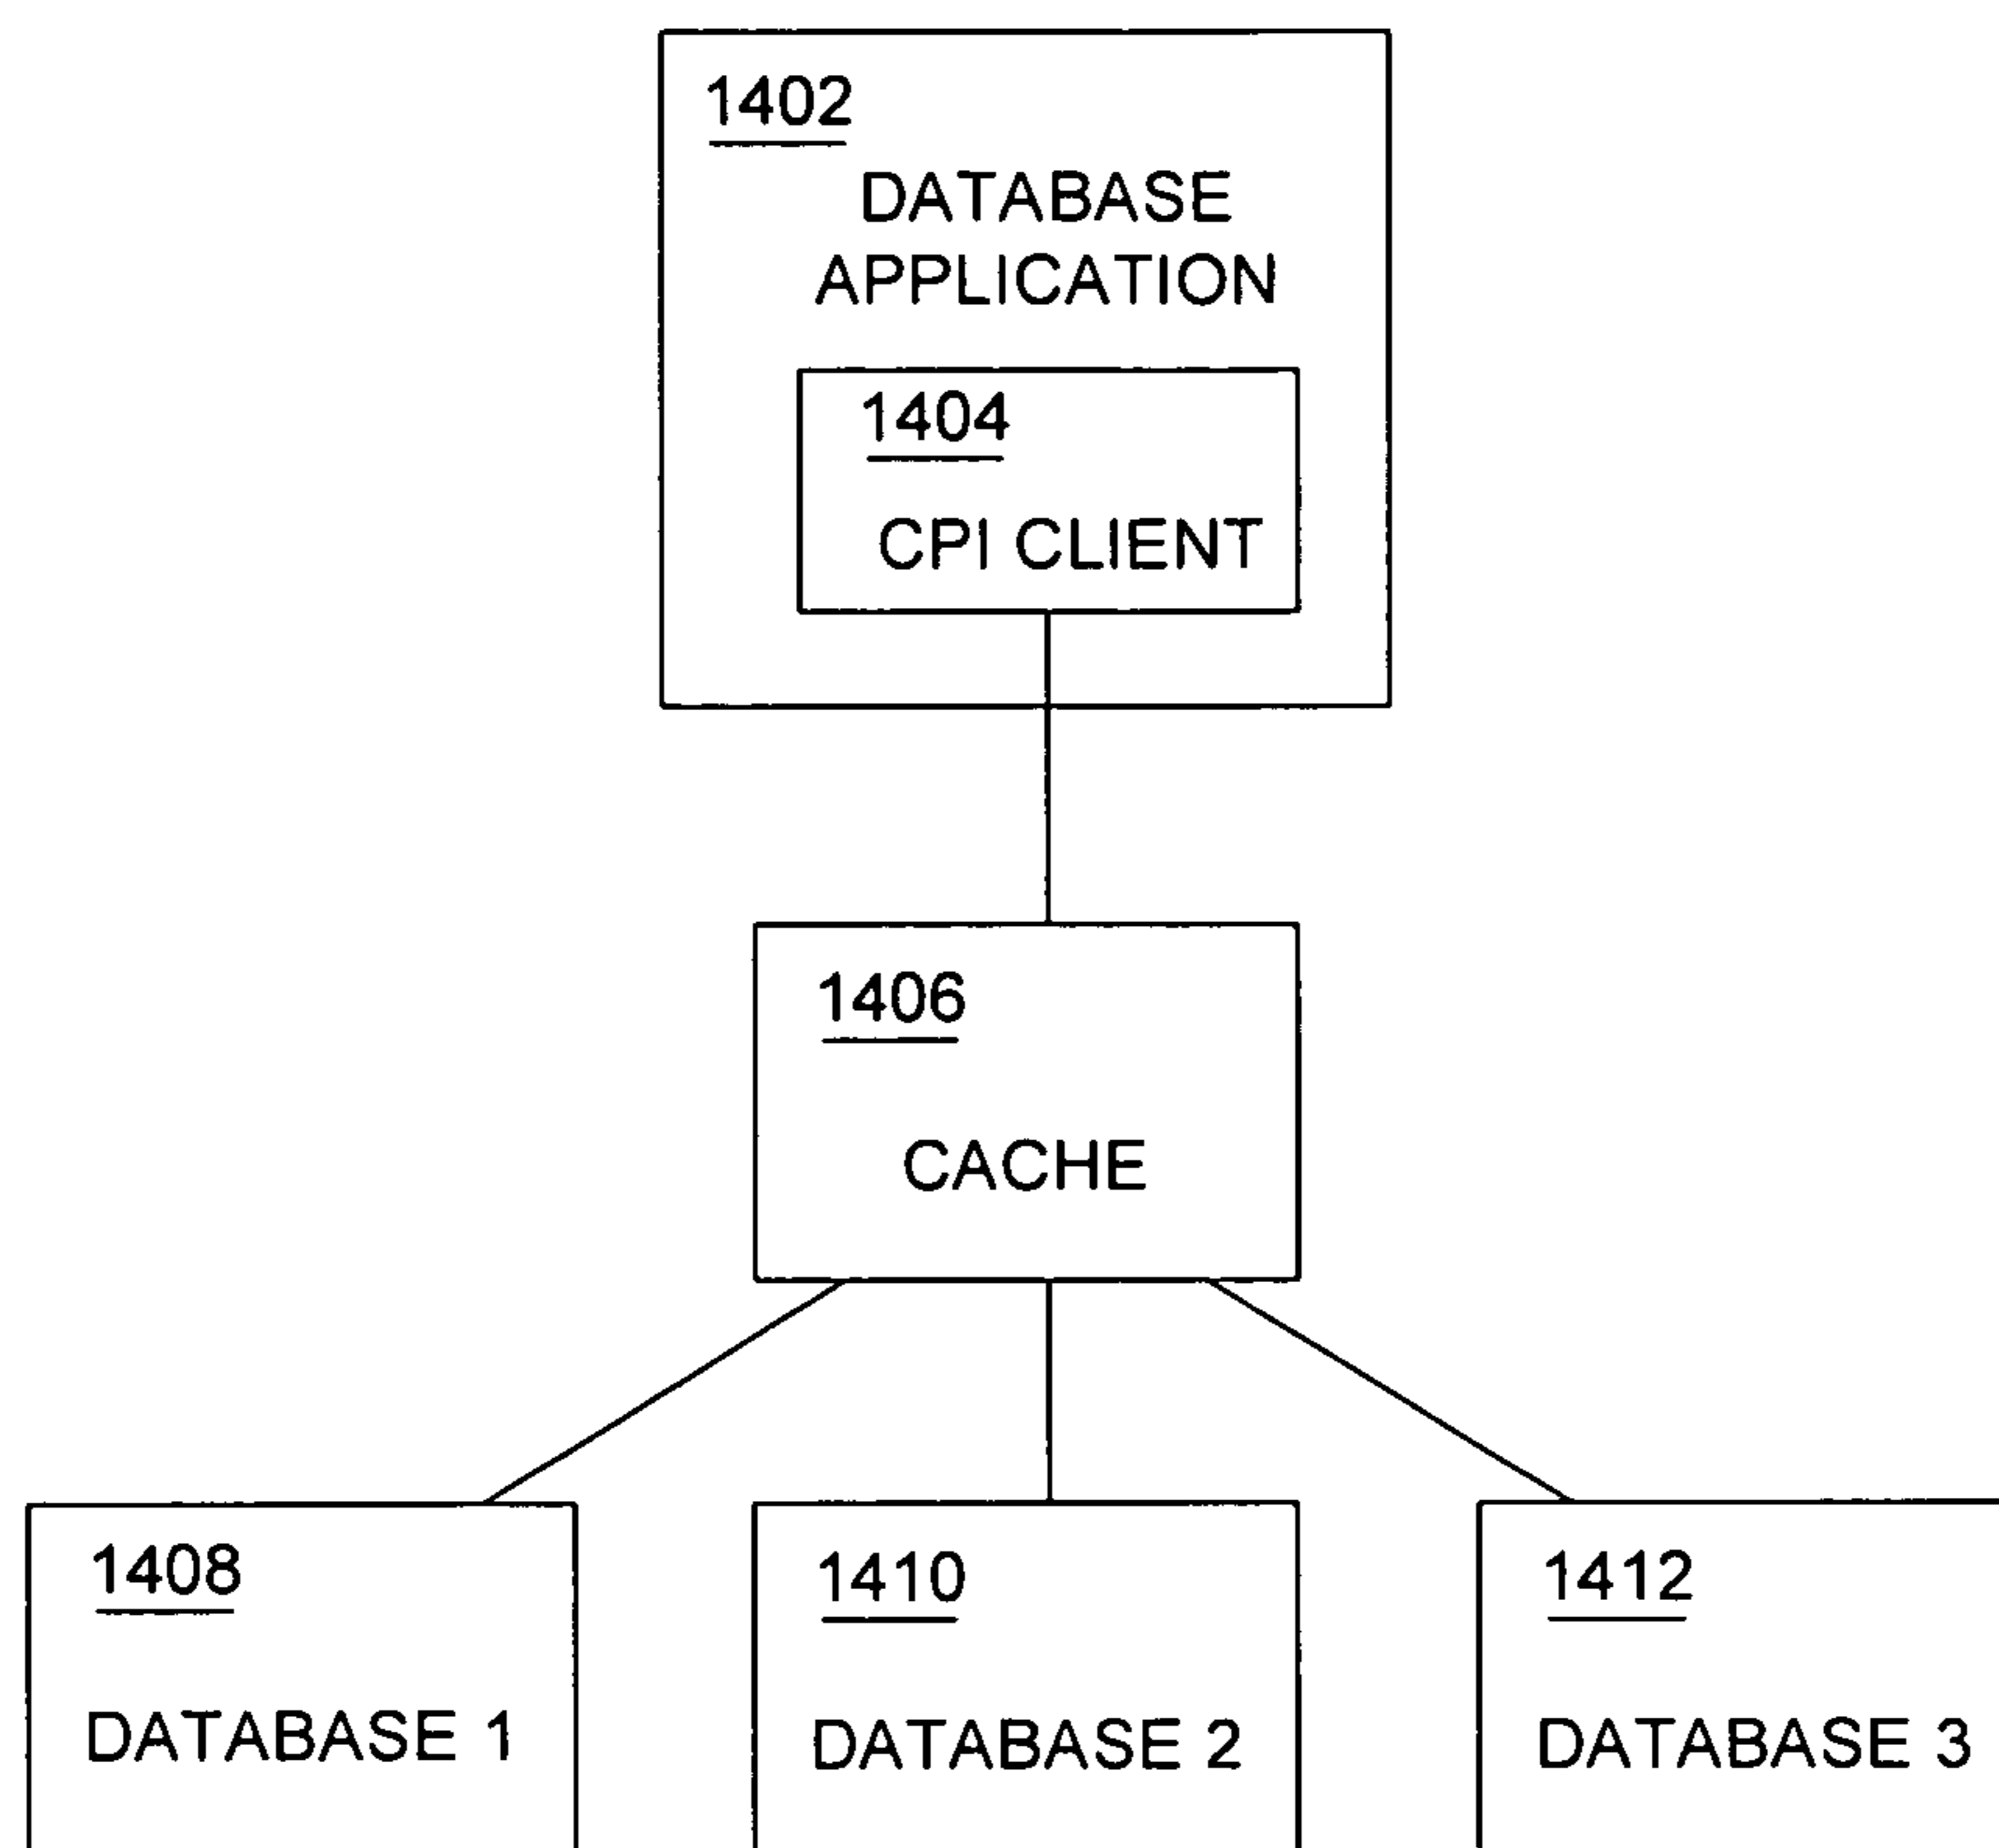 1402
DATABASE
APPLICATION
1404
CPI CLIENT
1406
CACHE
1408
DATABASE 1
1410
DATABASE 2
1412
DATABASE 3